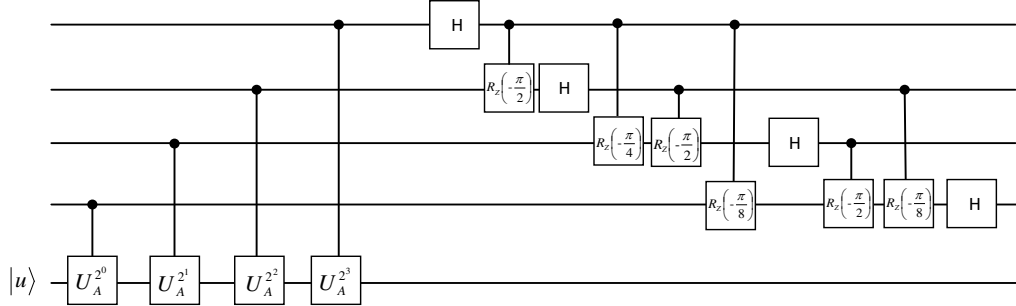 H
R_Z(-π/2) H
R_Z(-π/4) R_Z(-π/2) H
R_Z(-π/8) R_Z(-π/2) R_Z(-π/8) H
|u⟩ U_A^{2^0} U_A^{2^1} U_A^{2^2} U_A^{2^3}